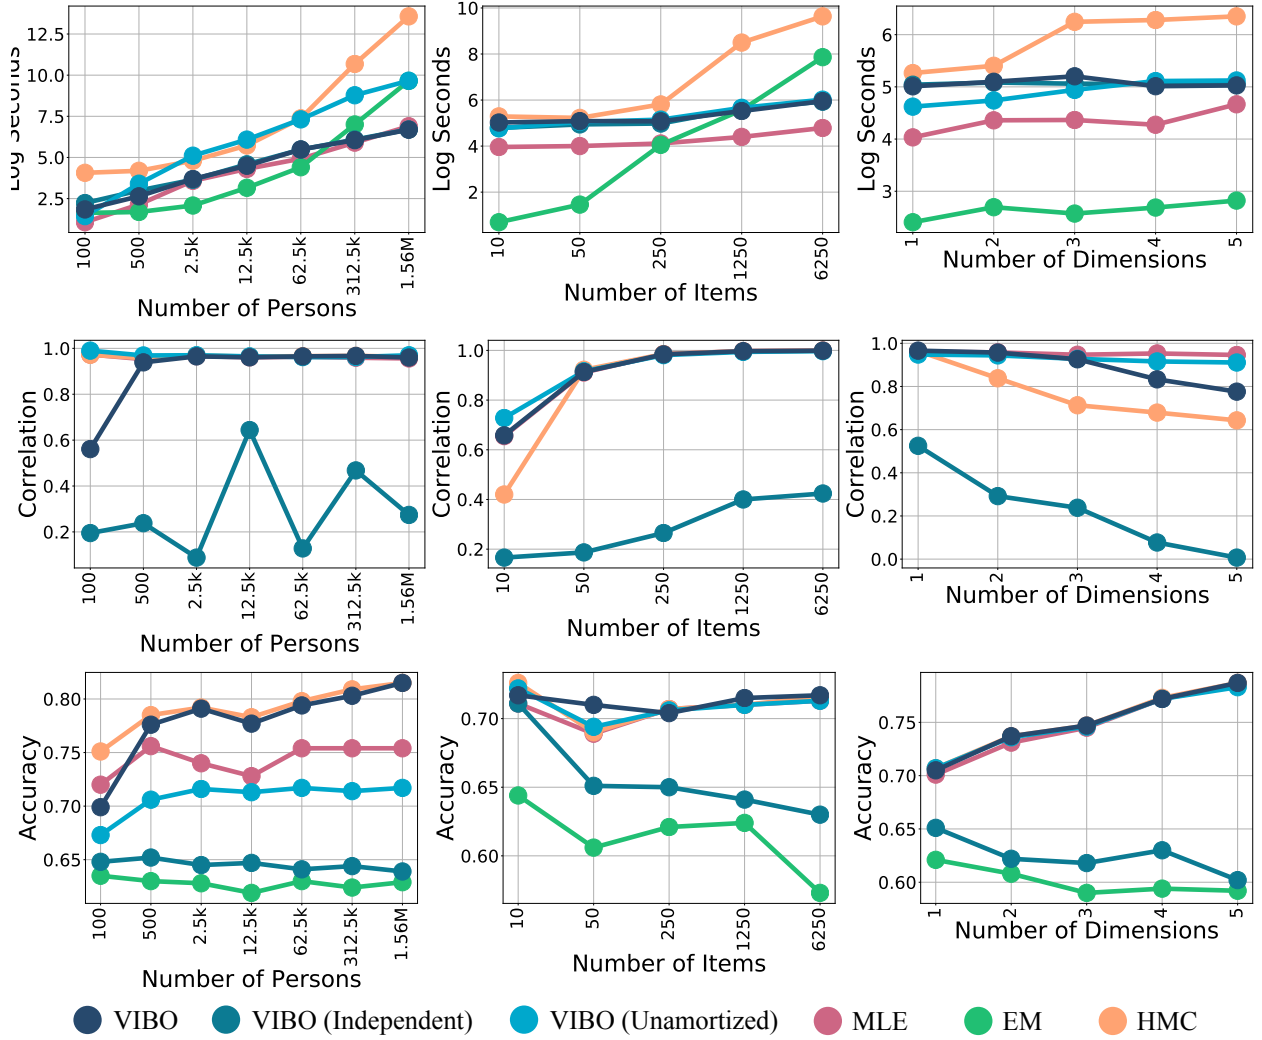 12.5
10.0
7.5
5.0
2.5
Log Seconds
100 500 2.5k 12.5k 62.5k 312.5k 1.56M
Number of Persons
10
8
6
4
2
Log Seconds
10 50 250 1250 6250
Number of Items
6
5
4
3
Log Seconds
1 2 3 4 5
Number of Dimensions
1.0
0.8
0.6
0.4
0.2
Correlation
100 500 2.5k 12.5k 62.5k 312.5k 1.56M
Number of Persons
1.0
0.8
0.6
0.4
0.2
Correlation
10 50 250 1250 6250
Number of Items
1.0
0.8
0.6
0.4
0.2
0.0
Correlation
1 2 3 4 5
Number of Dimensions
0.80
0.75
0.70
0.65
Accuracy
100 500 2.5k 12.5k 62.5k 312.5k 1.56M
Number of Persons
0.70
0.65
0.60
Accuracy
10 50 250 1250 6250
Number of Items
0.75
0.70
0.65
0.60
Accuracy
1 2 3 4 5
Number of Dimensions
VIBO VIBO (Independent) VIBO (Unamortized) MLE EM HMC